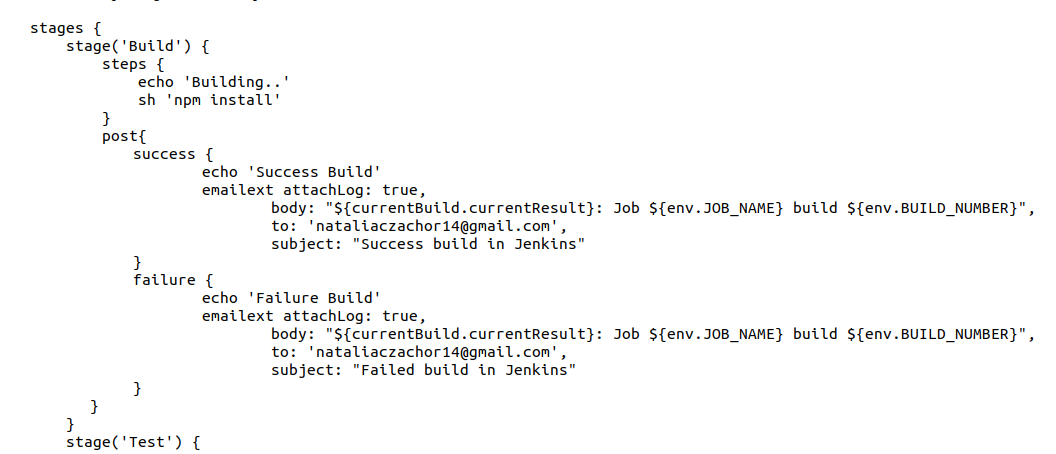 stages {
    stage('Build') {
        steps {
            echo 'Building..'
            sh 'npm install'
        }
        post{
            success {
                    echo 'Success Build'
                    emailext attachLog: true,
                            body: "${currentBuild.currentResult}: Job ${env.JOB_NAME} build ${env.BUILD_NUMBER}",
                            to: 'nataliaczachor14@gmail.com',
                            subject: "Success build in Jenkins"
            }
            failure {
                    echo 'Failure Build'
                    emailext attachLog: true,
                            body: "${currentBuild.currentResult}: Job ${env.JOB_NAME} build ${env.BUILD_NUMBER}",
                            to: 'nataliaczachor14@gmail.com',
                            subject: "Failed build in Jenkins"
            }
       }
    }
    stage('Test') {